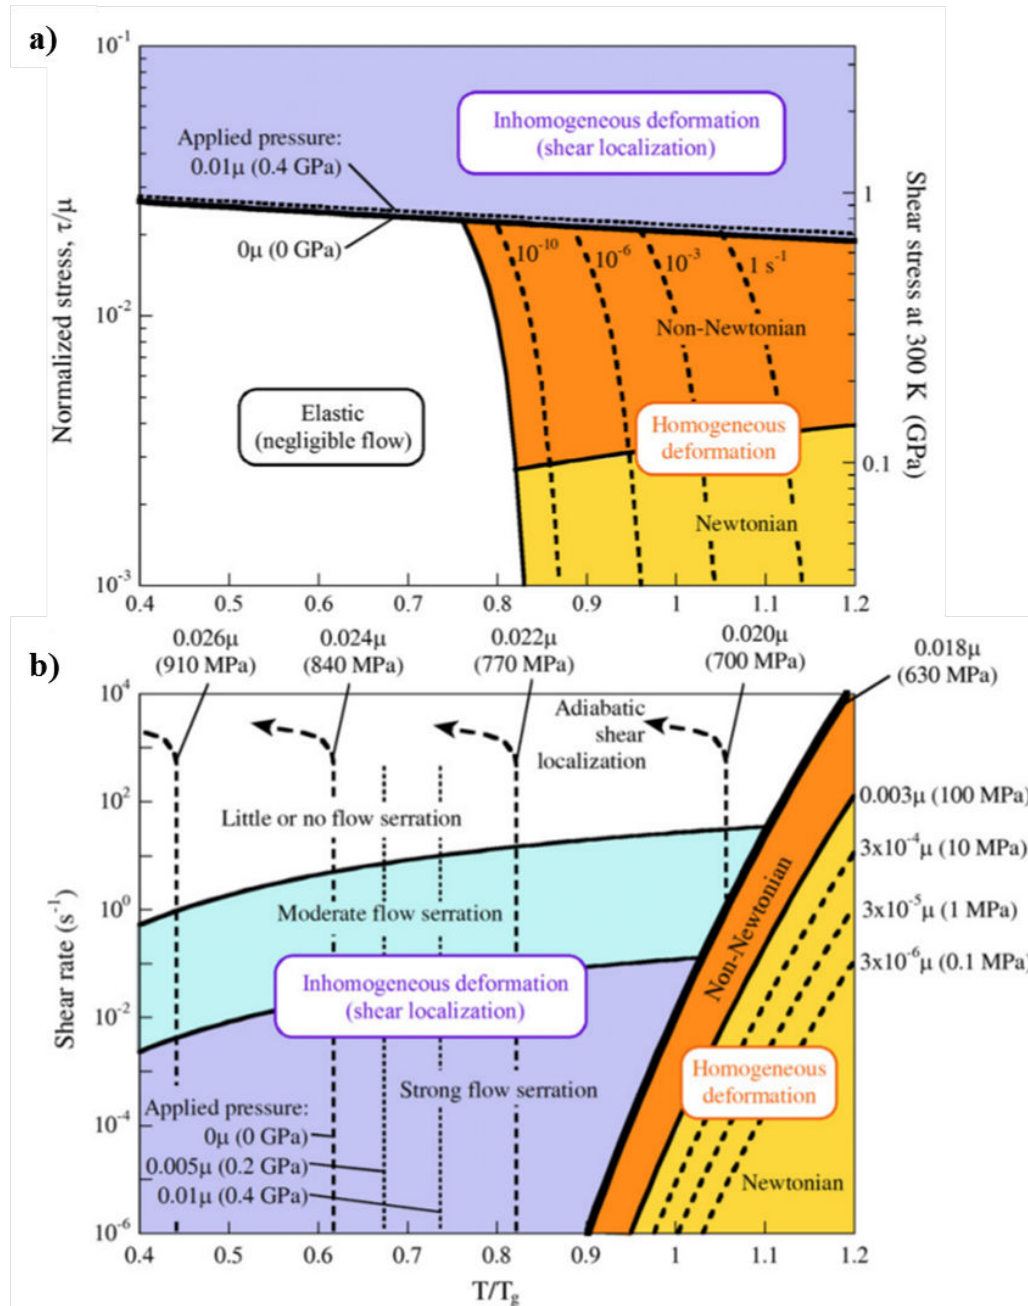 a)
10⁻¹
10⁻²
10⁻³
Normalized stress, τ/μ
Applied pressure:
0.01μ (0.4 GPa)
0μ (0 GPa)
Inhomogeneous deformation
(shear localization)
10⁻¹⁰
10⁻⁶
10⁻³
1 s⁻¹
Non-Newtonian
Elastic
(negligible flow)
Homogeneous
deformation
Newtonian
1
0.1
Shear stress at 300 K (GPa)
0.4 0.5 0.6 0.7 0.8 0.9 1 1.1 1.2
b)
0.026μ
(910 MPa)
0.024μ
(840 MPa)
0.022μ
(770 MPa)
0.020μ
(700 MPa)
0.018μ
(630 MPa)
10⁴
10²
10⁰
10⁻²
10⁻⁴
10⁻⁶
Shear rate (s⁻¹)
Adiabatic
shear
localization
Little or no flow serration
Moderate flow serration
Inhomogeneous deformation
(shear localization)
Strong flow serration
Applied pressure:
0μ (0 GPa)
0.005μ (0.2 GPa)
0.01μ (0.4 GPa)
Non-Newtonian
Homogeneous
deformation
Newtonian
0.003μ (100 MPa)
3x10⁻⁴μ (10 MPa)
3x10⁻⁵μ (1 MPa)
3x10⁻⁶μ (0.1 MPa)
0.4 0.5 0.6 0.7 0.8 0.9 1 1.1 1.2
T/Tg